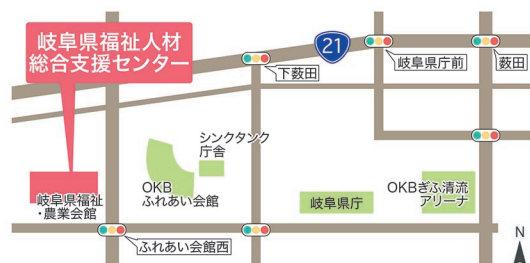 岐阜県福祉人材
総合支援センター
21
下薮田
岐阜県庁前
薮田
シンクタンク
庁舎
OKB
ふれあい会館
岐阜県福祉
・農業会館
岐阜県庁
OKBぎふ清流
アリーナ
ふれあい会館西
N